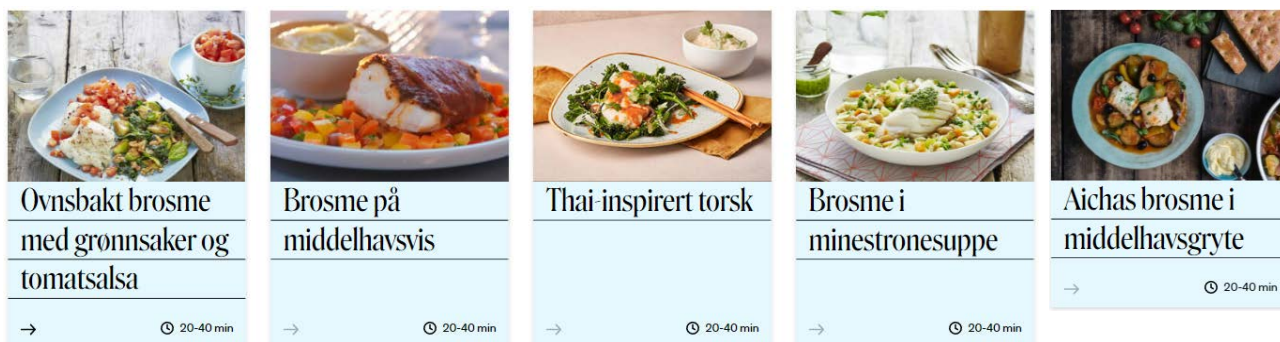 Ovnsbakt brosme
med grønnsaker og
tomatsalsa
→ 20-40 min
Brosme på
middelhavsvis
→ 20-40 min
Thai-inspirert torsk
→ 20-40 min
Brosme i
minestronesuppe
→ 20-40 min
Aichas brosme i
middelhavsgryte
→ 20-40 min